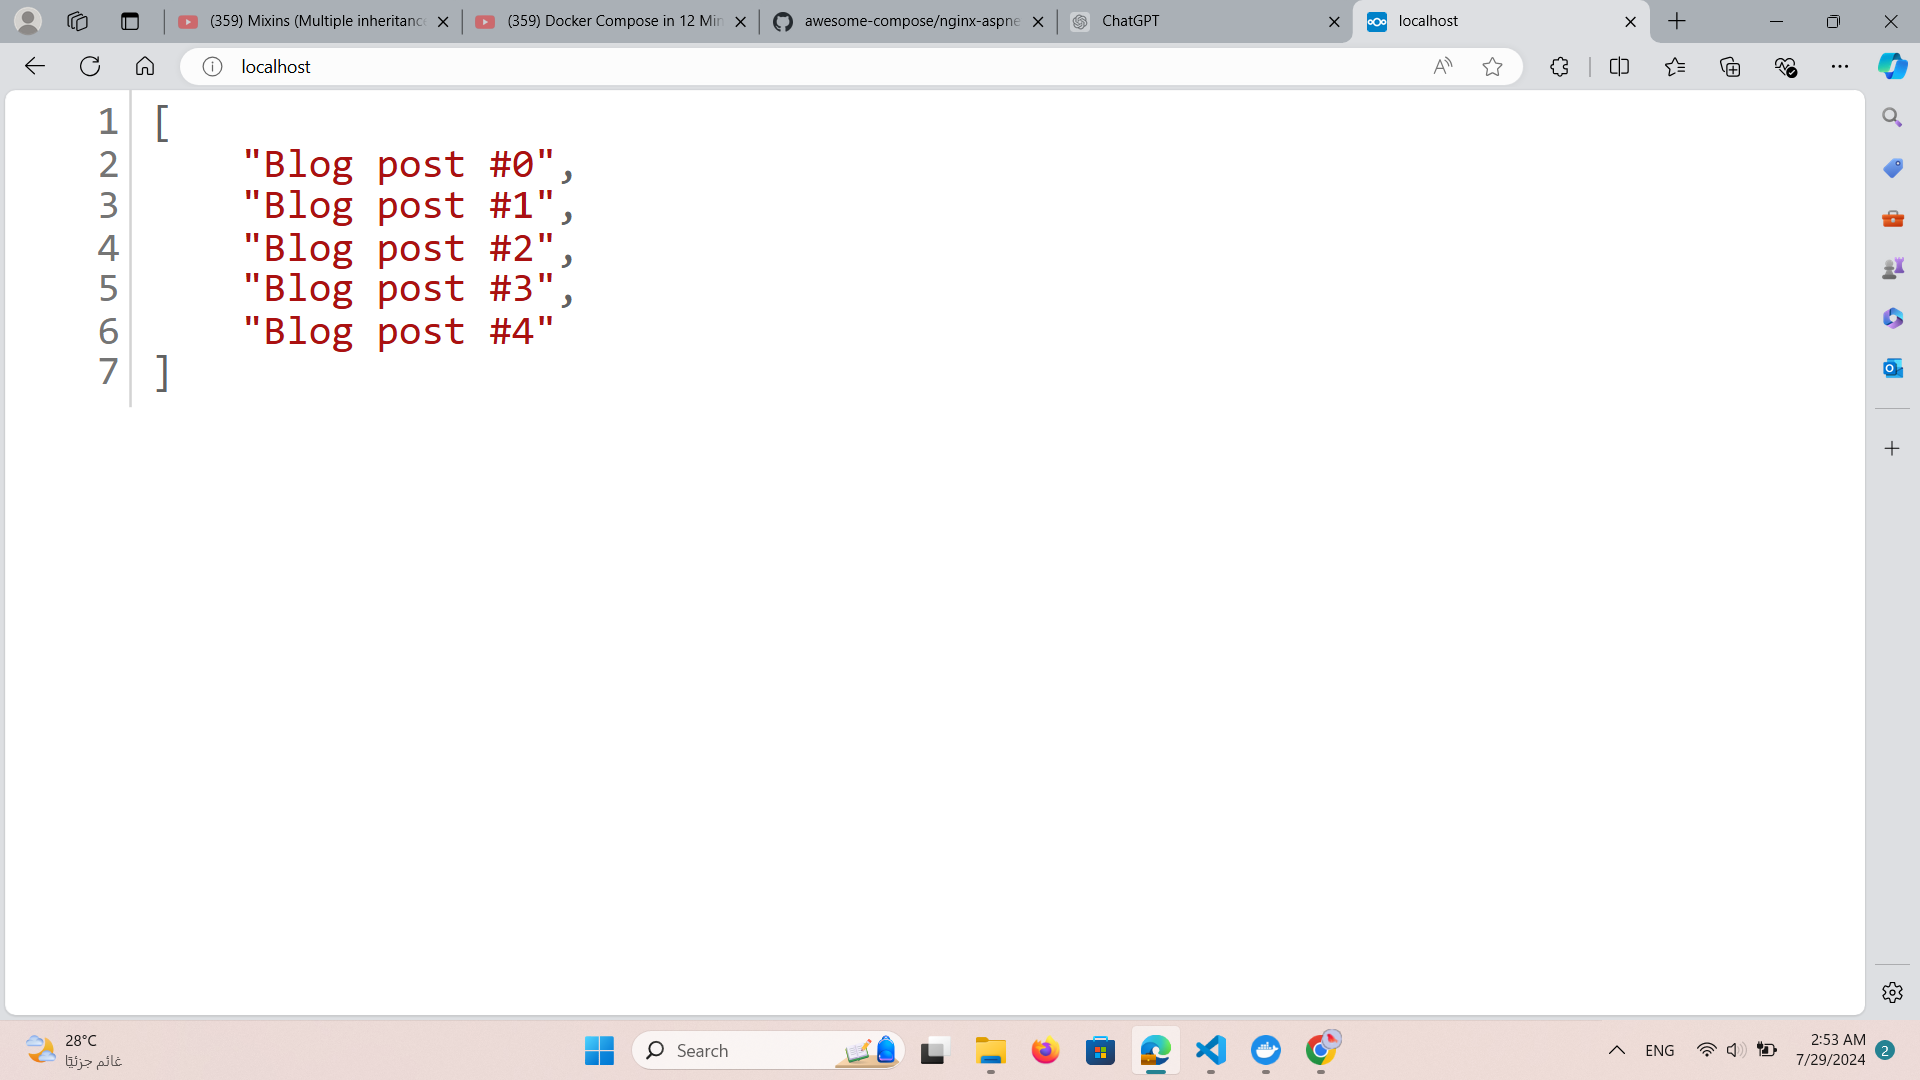 (359) Mixins (Multiple inheritance
(359) Docker Compose in 12 Min
awesome-compose/nginx-aspne
ChatGPT
localhost
localhost
1 [
2 "Blog post #0",
3 "Blog post #1",
4 "Blog post #2",
5 "Blog post #3",
6 "Blog post #4"
7 ]
28°C
غائم جزئيًا
Search
ENG
2:53 AM
7/29/2024
2